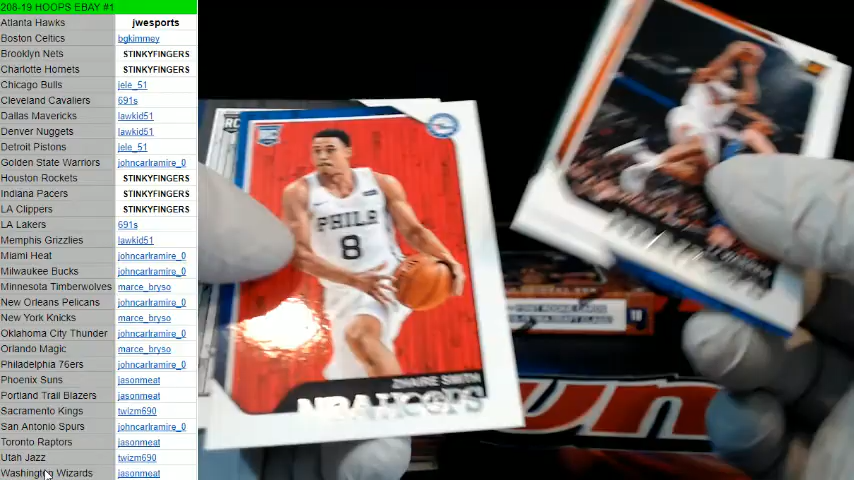 208-19 HOOPS EBAY #1
Atlanta Hawks jwesports
Boston Celtics bgkimmey
Brooklyn Nets STINKYFINGERS
Charlotte Hornets STINKYFINGERS
Chicago Bulls jele_51
Cleveland Cavaliers 691s
Dallas Mavericks lawkid51
Denver Nuggets lawkid51
Detroit Pistons jele_51
Golden State Warriors johncarlramire_0
Houston Rockets STINKYFINGERS
Indiana Pacers STINKYFINGERS
LA Clippers STINKYFINGERS
LA Lakers 691s
Memphis Grizzlies lawkid51
Miami Heat johncarlramire_0
Milwaukee Bucks johncarlramire_0
Minnesota Timberwolves marce_bryso
New Orleans Pelicans johncarlramire_0
New York Knicks marce_bryso
Oklahoma City Thunder johncarlramire_0
Orlando Magic marce_bryso
Philadelphia 76ers johncarlramire_0
Phoenix Suns jasonmeat
Portland Trail Blazers jasonmeat
Sacramento Kings twizm690
San Antonio Spurs johncarlramire_0
Toronto Raptors jasonmeat
Utah Jazz twizm690
Washington Wizards jasonmeat
RC
PHILA
8
ZHAIRE SMITH
NBA HOOPS